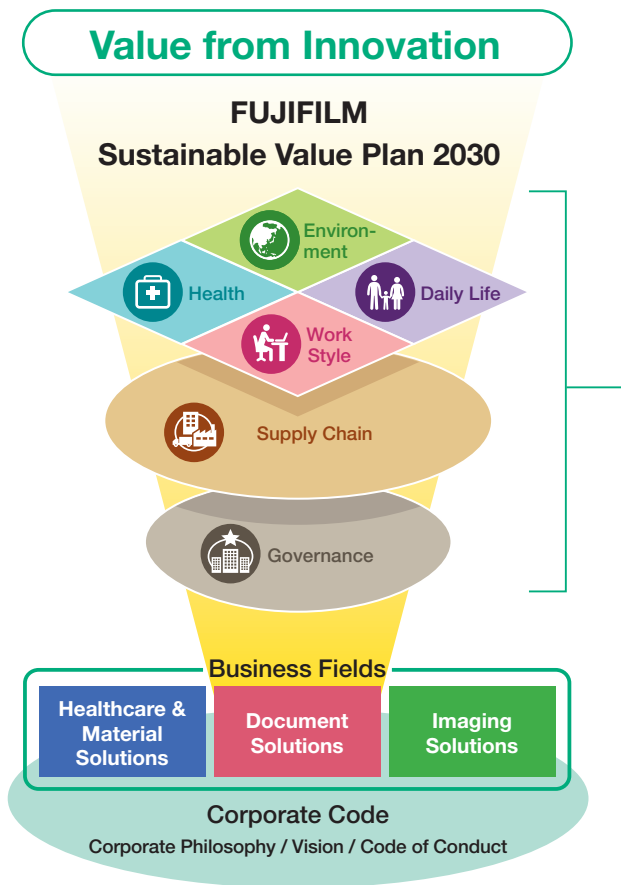 Value from Innovation
FUJIFILM
Sustainable Value Plan 2030
Environ-
ment
Health
Daily Life
Work
Style
Supply Chain
Governance
Business Fields
Healthcare &
Material
Solutions
Document
Solutions
Imaging
Solutions
Corporate Code
Corporate Philosophy / Vision / Code of Conduct